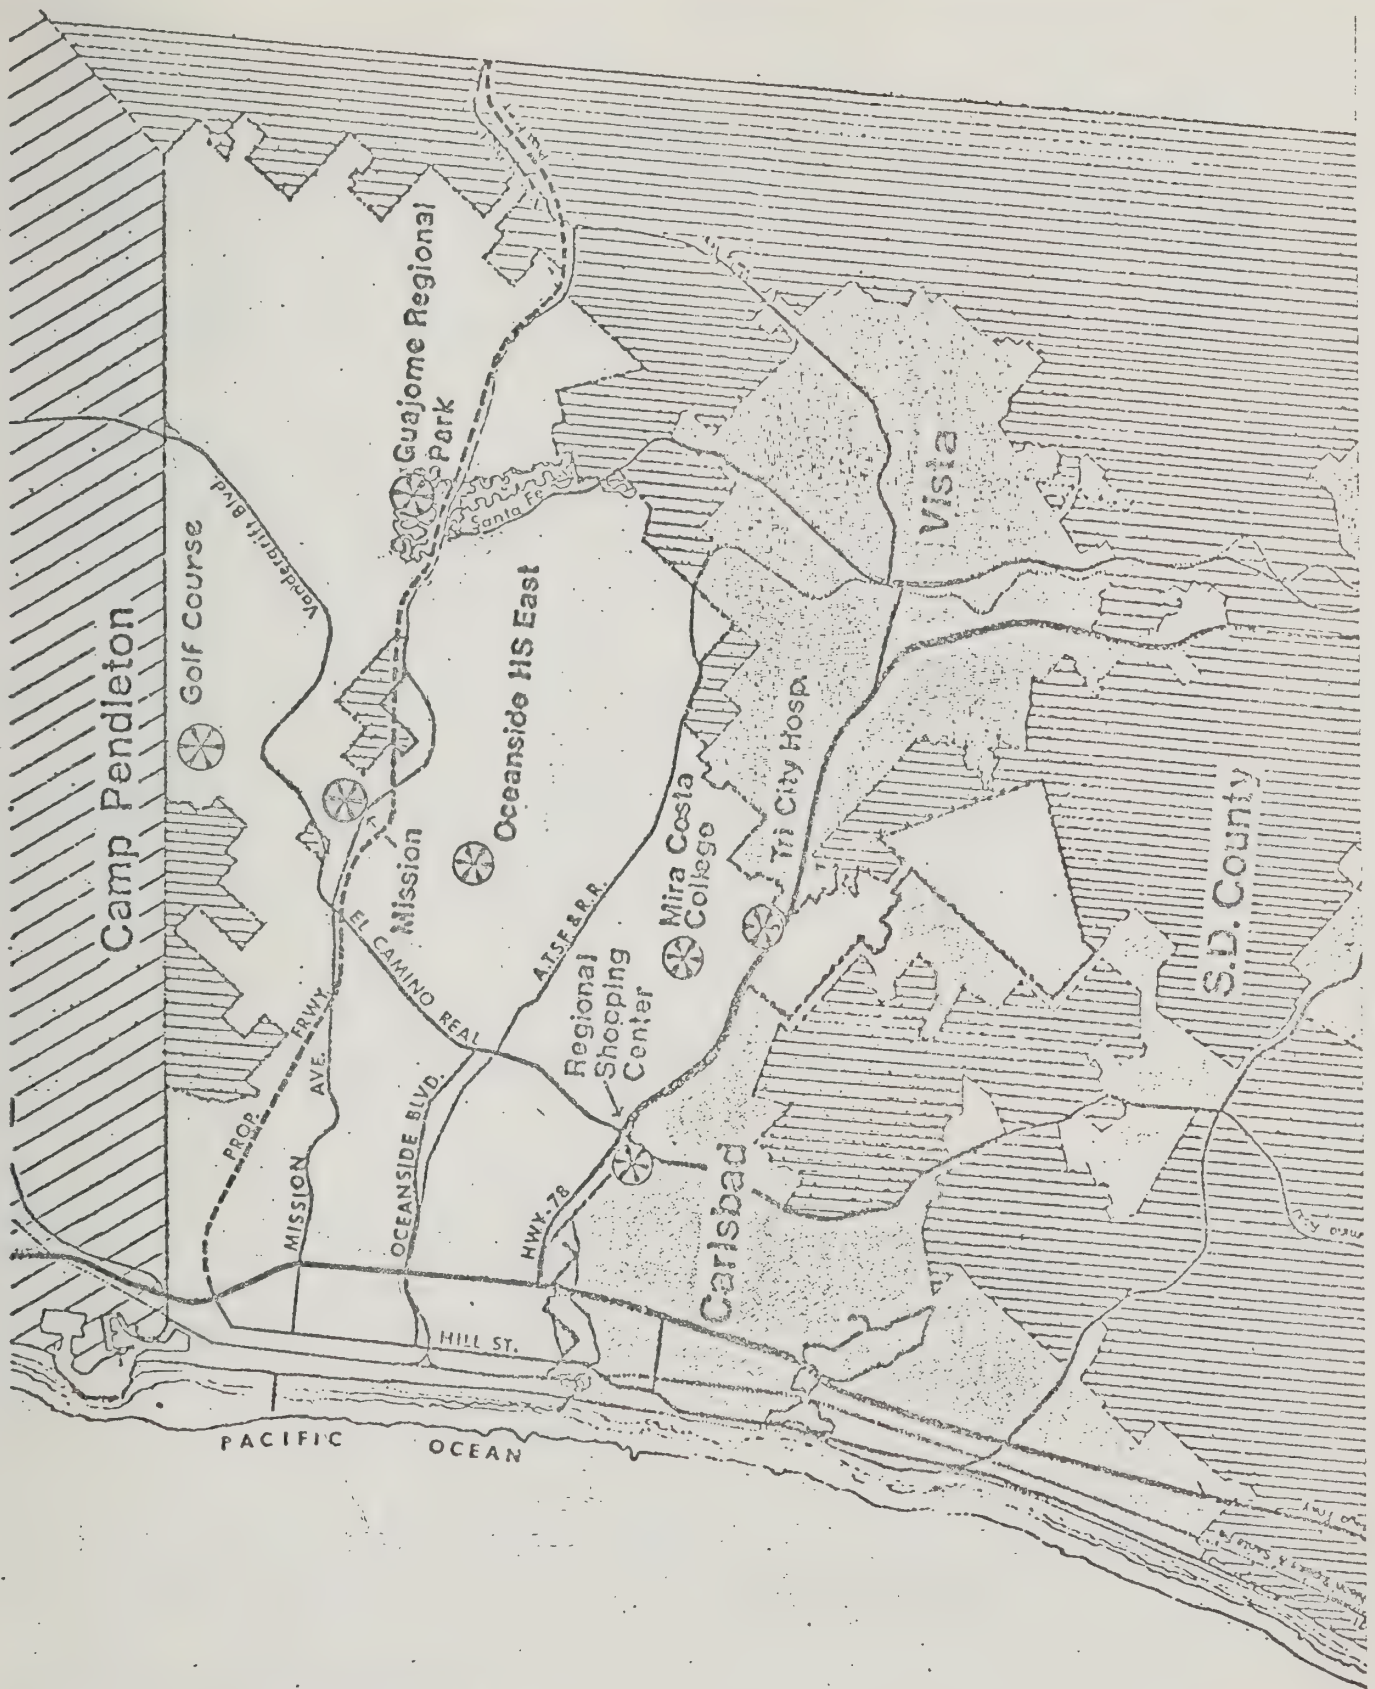 Camp Pendleton
Golf Course
Vandergrift Blvd.
Guajome Regional
Park
Santa Fe
Oceanside HS East
Mission
EL CAMINO REAL
A.T.S.F. & R.R.
Regional
Shopping
Center
Mira Costa
College
Tri City Hosp.
Vista
S.D. County
PROP. FRWY.
MISSION AVE.
OCEANSIDE BLVD.
HWY. 78
Carlsbad
HILL ST.
PACIFIC OCEAN